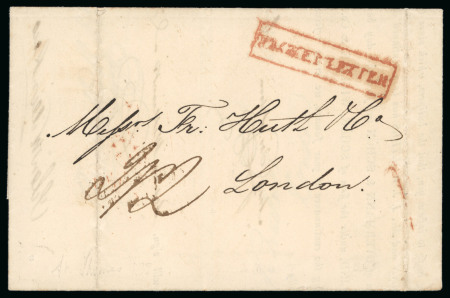 PACKET LETTER
Messrs Fr: Huth & Co
London.